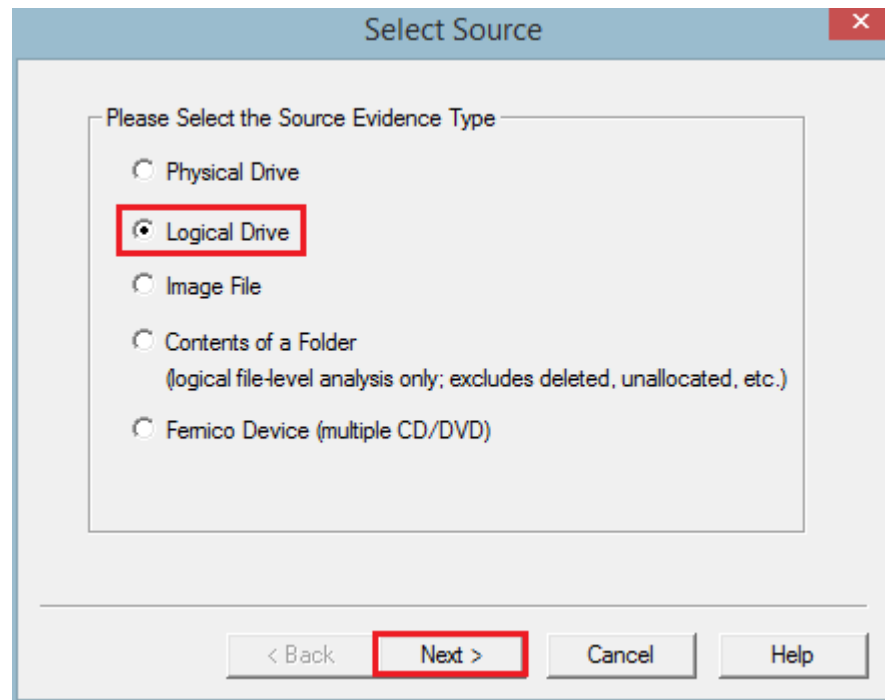 Select Source
Please Select the Source Evidence Type
Physical Drive
Logical Drive
Image File
Contents of a Folder
(logical file-level analysis only; excludes deleted, unallocated, etc.)
Fernico Device (multiple CD/DVD)
< Back Next > Cancel Help